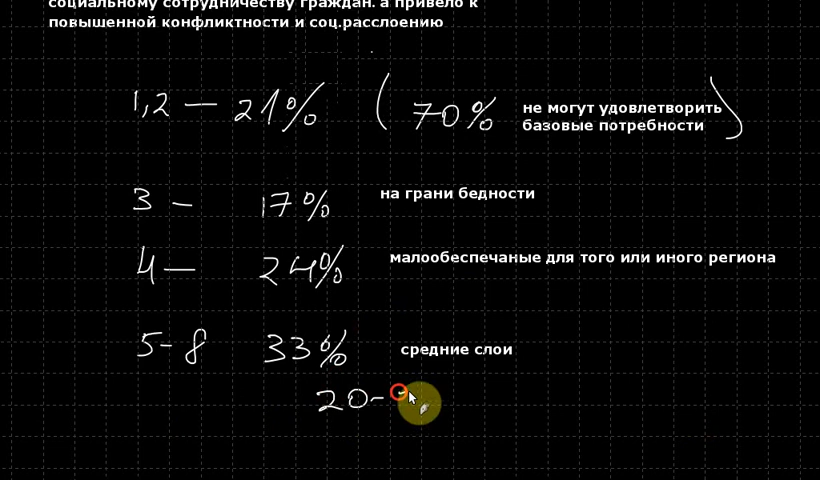 социальному сотрудничеству граждан. а привело к
повышенной конфликтности и соц.расслоению
1,2 — 21% ( 70% не могут удовлетворить
базовые потребности )
3 – 17% на грани бедности
4 — 24% малообеспечаные для того или иного региона
5-8 33% средние слои
20-